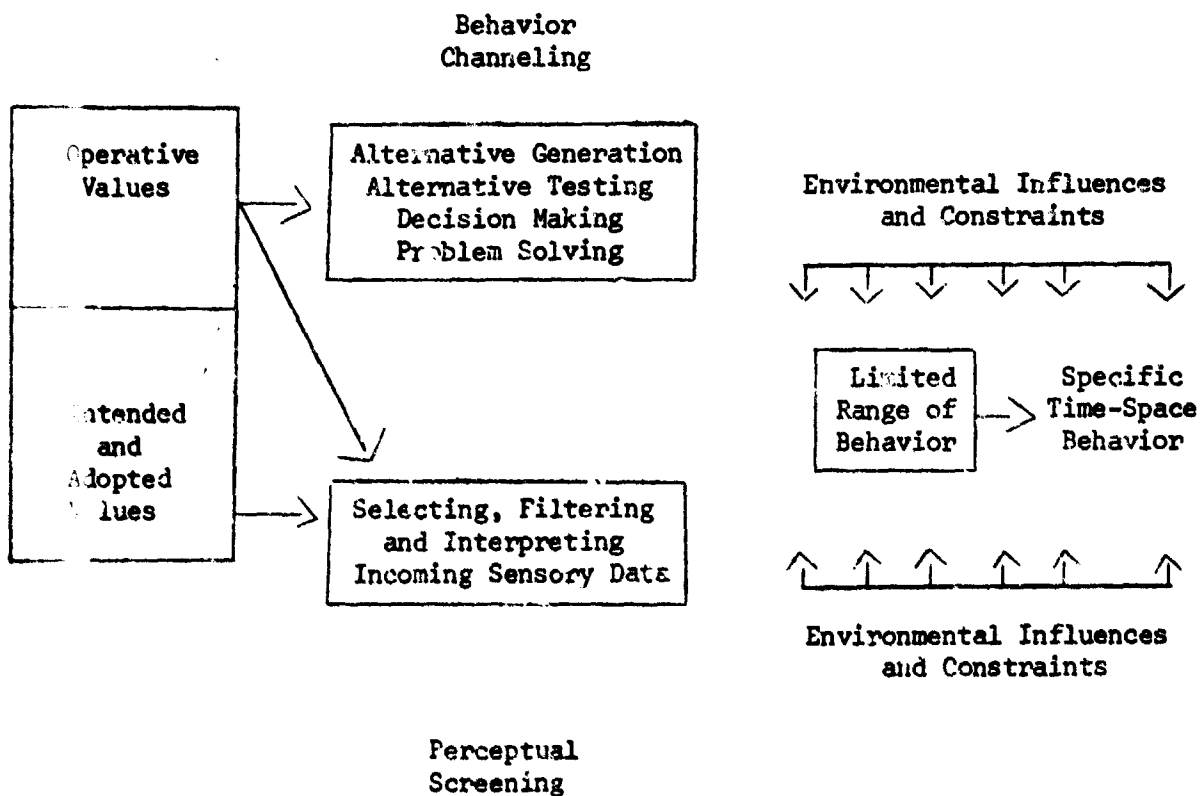 Behavior
Channeling
Operative
Values
Alternative Generation
Alternative Testing
Decision Making
Problem Solving
Intended
and
Adopted
Values
Selecting, Filtering
and Interpreting
Incoming Sensory Data
Perceptual
Screening
Environmental Influences
and Constraints
Limited
Range of
Behavior
Specific
Time-Space
Behavior
Environmental Influences
and Constraints